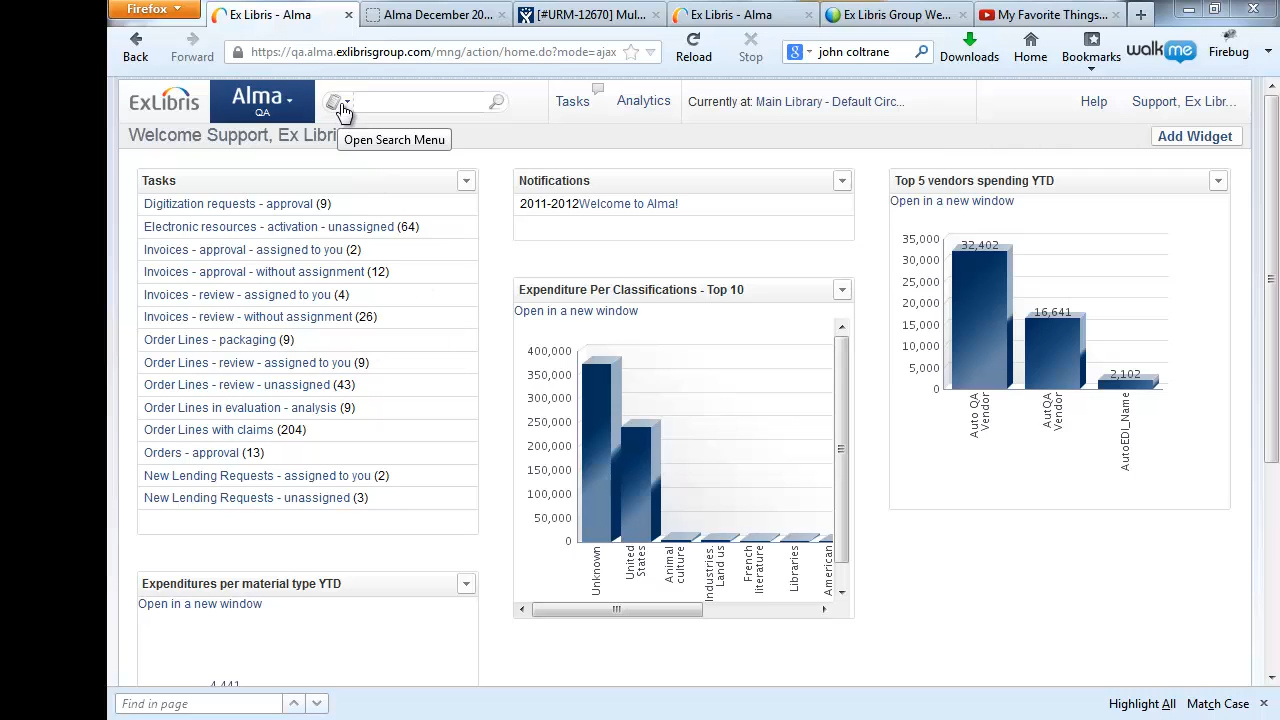 Firefox
Ex Libris - Alma
Alma December 20...
[#URM-12670] Mul...
Ex Libris - Alma
Ex Libris Group We...
My Favorite Things...
Back
Forward
https://qa.alma.exlibrisgroup.com/mng/action/home.do?mode=ajax
Reload
Stop
john coltrane
Downloads
Home
Bookmarks
walkme
Firebug
ExLibris
Alma
QA
Tasks
Analytics
Currently at: Main Library - Default Circ...
Help
Support, Ex Libr...
Welcome Support, Ex Libri
Open Search Menu
Add Widget
Tasks
Digitization requests - approval (9)
Electronic resources - activation - unassigned (64)
Invoices - approval - assigned to you (2)
Invoices - approval - without assignment (12)
Invoices - review - assigned to you (4)
Invoices - review - without assignment (26)
Order Lines - packaging (9)
Order Lines - review - assigned to you (9)
Order Lines - review - unassigned (43)
Order Lines in evaluation - analysis (9)
Order Lines with claims (204)
Orders - approval (13)
New Lending Requests - assigned to you (2)
New Lending Requests - unassigned (3)
Expenditures per material type YTD
Open in a new window
4,441
Notifications
2011-2012Welcome to Alma!
Expenditure Per Classifications - Top 10
Open in a new window
400,000
350,000
300,000
250,000
200,000
150,000
100,000
50,000
0
Unknown
United States
Animal culture
Industries. Land us
French literature
Libraries
American
Top 5 vendors spending YTD
Open in a new window
35,000
30,000
25,000
20,000
15,000
10,000
5,000
0
32,402
16,641
2,102
Auto QA Vendor
AutQA Vendor
AutoEDI_Name
Find in page
Highlight All
Match Case